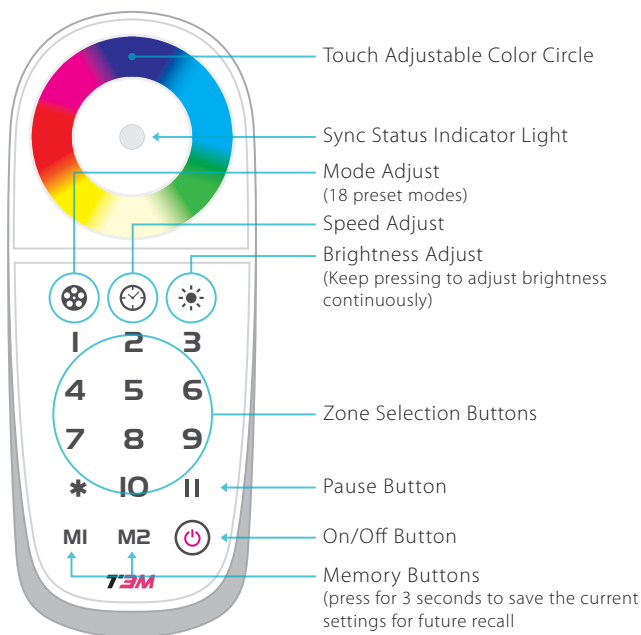 Touch Adjustable Color Circle
Sync Status Indicator Light
Mode Adjust
(18 preset modes)
Speed Adjust
Brightness Adjust
(Keep pressing to adjust brightness
continuously)
1 2 3
4 5 6
7 8 9
* 10 II
M1 M2
Zone Selection Buttons
Pause Button
On/Off Button
Memory Buttons
(press for 3 seconds to save the current
settings for future recall